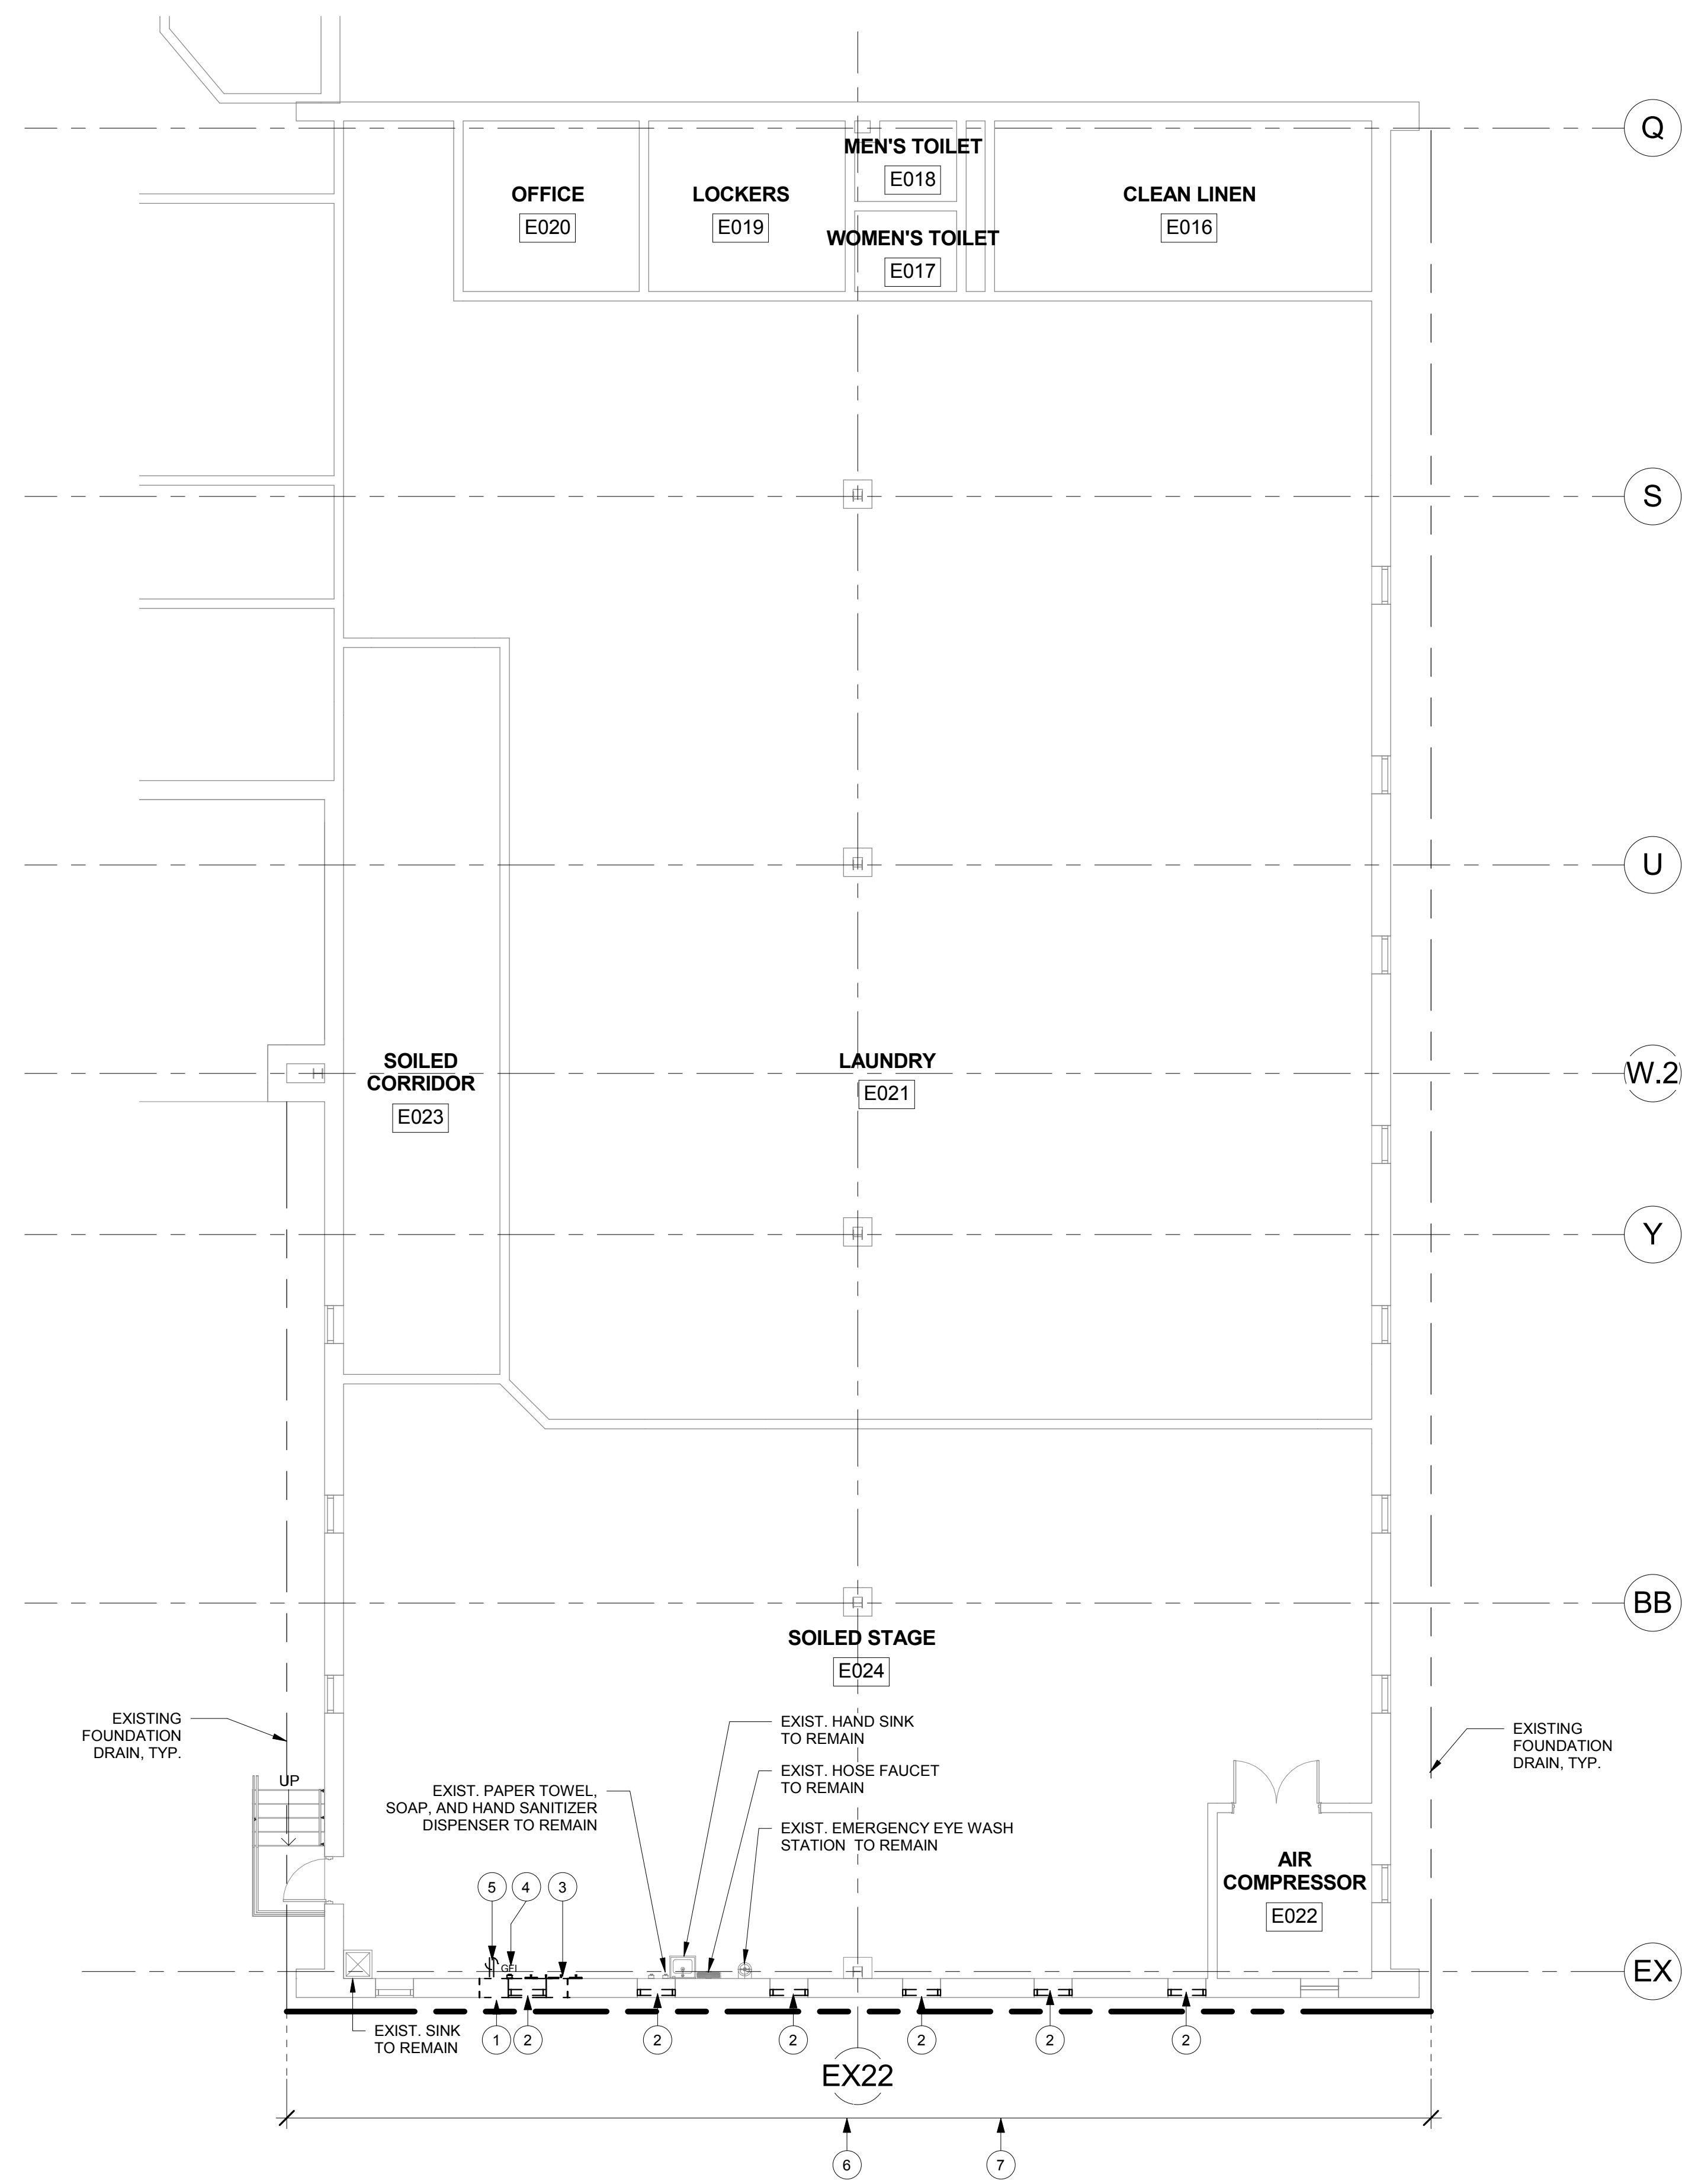 Q
MEN'S TOILET
E018
OFFICE
E020
LOCKERS
E019
CLEAN LINEN
E016
WOMEN'S TOILET
E017
S
U
SOILED
CORRIDOR
E023
LAUNDRY
E021
W.2
Y
BB
SOILED STAGE
E024
EXISTING
FOUNDATION
DRAIN, TYP.
EXIST. HAND SINK
TO REMAIN
EXISTING
FOUNDATION
DRAIN, TYP.
EXIST. HOSE FAUCET
TO REMAIN
UP
EXIST. PAPER TOWEL,
SOAP, AND HAND SANITIZER
DISPENSER TO REMAIN
EXIST. EMERGENCY EYE WASH
STATION TO REMAIN
AIR
COMPRESSOR
E022
5
4
3
GFI
EX
EXIST. SINK
TO REMAIN
1
2
2
2
2
2
2
EX22
6
7